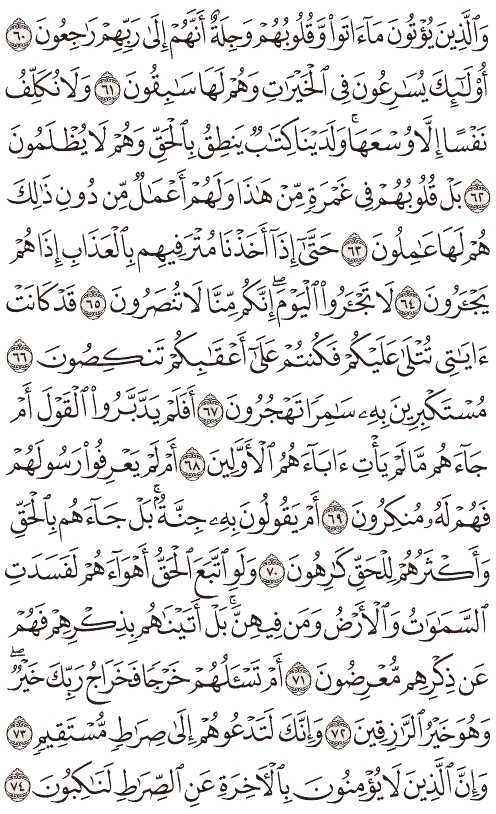 وَٱلَّذِينَ يُؤْتُونَ مَآ ءَاتَوا۟ وَّقُلُوبُهُمْ وَجِلَةٌ أَنَّهُمْ إِلَىٰ رَبِّهِمْ رَٰجِعُونَ ٦٠
أُو۟لَٰٓئِكَ يُسَٰرِعُونَ فِى ٱلْخَيْرَٰتِ وَهُمْ لَهَا سَٰبِقُونَ ٦١ وَلَا نُكَلِّفُ
نَفْسًا إِلَّا وُسْعَهَا ۚ وَلَدَيْنَا كِتَٰبٌ يَنطِقُ بِٱلْحَقِّ وَهُمْ لَا يُظْلَمُونَ
٦٢ بَلْ قُلُوبُهُمْ فِى غَمْرَةٍ مِّنْ هَٰذَا وَلَهُمْ أَعْمَٰلٌ مِّن دُونِ ذَٰلِكَ
هُمْ لَهَا عَٰمِلُونَ ٦٣ حَتَّىٰٓ إِذَآ أَخَذْنَا مُتْرَفِيهِم بِٱلْعَذَابِ إِذَا هُمْ
يَجْـَٔرُونَ ٦٤ لَا تَجْـَٔرُوا۟ ٱلْيَوْمَ ۖ إِنَّكُم مِّنَّا لَا تُنصَرُونَ ٦٥ قَدْ كَانَتْ
ءَايَٰتِى تُتْلَىٰ عَلَيْكُمْ فَكُنتُمْ عَلَىٰٓ أَعْقَٰبِكُمْ تَنكِصُونَ ٦٦
مُسْتَكْبِرِينَ بِهِۦ سَٰمِرًا تَهْجُرُونَ ٦٧ أَفَلَمْ يَدَّبَّرُوا۟ ٱلْقَوْلَ أَمْ
جَآءَهُم مَّا لَمْ يَأْتِ ءَابَآءَهُمُ ٱلْأَوَّلِينَ ٦٨ أَمْ لَمْ يَعْرِفُوا۟ رَسُولَهُمْ
فَهُمْ لَهُۥ مُنكِرُونَ ٦٩ أَمْ يَقُولُونَ بِهِۦ جِنَّةٌۢ ۚ بَلْ جَآءَهُم بِٱلْحَقِّ
وَأَكْثَرُهُمْ لِلْحَقِّ كَٰرِهُونَ ٧٠ وَلَوِ ٱتَّبَعَ ٱلْحَقُّ أَهْوَآءَهُمْ لَفَسَدَتِ
ٱلسَّمَٰوَٰتُ وَٱلْأَرْضُ وَمَن فِيهِنَّ ۚ بَلْ أَتَيْنَٰهُم بِذِكْرِهِمْ فَهُمْ
عَن ذِكْرِهِم مُّعْرِضُونَ ٧١ أَمْ تَسْـَٔلُهُمْ خَرْجًا فَخَرَاجُ رَبِّكَ خَيْرٌ ۖ
وَهُوَ خَيْرُ ٱلرَّٰزِقِينَ ٧٢ وَإِنَّكَ لَتَدْعُوهُمْ إِلَىٰ صِرَٰطٍ مُّسْتَقِيمٍ ٧٣
وَإِنَّ ٱلَّذِينَ لَا يُؤْمِنُونَ بِٱلْـَٔاخِرَةِ عَنِ ٱلصِّرَٰطِ لَنَٰكِبُونَ ٧٤